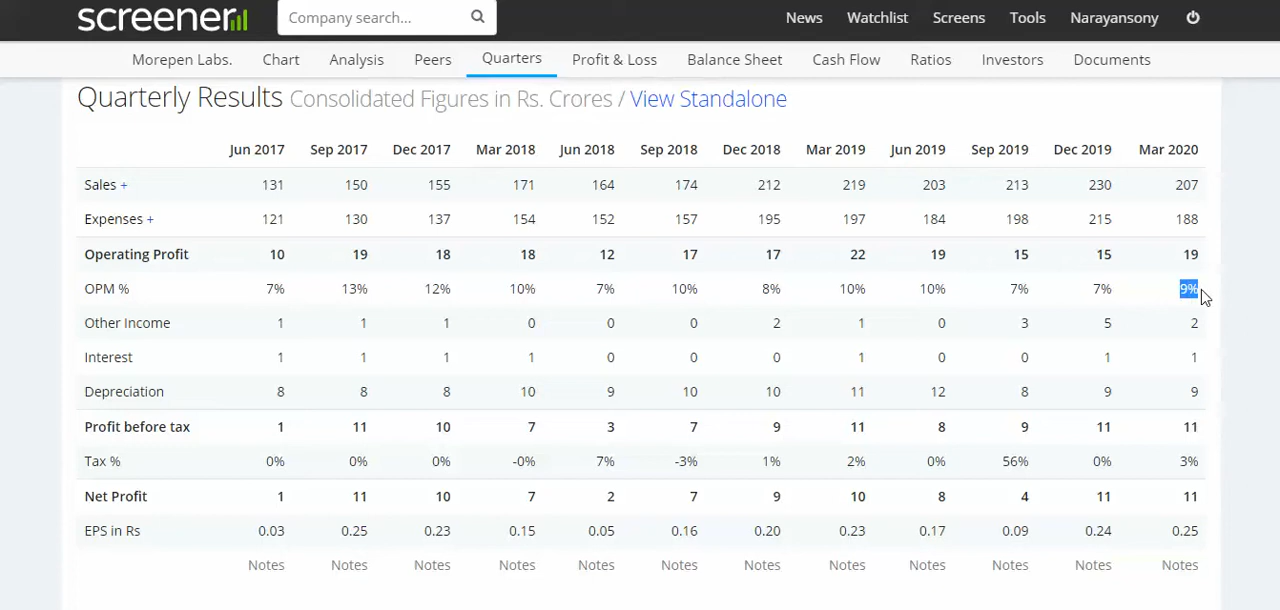 screener Company search... News Watchlist Screens Tools Narayansony
Morepen Labs. Chart Analysis Peers Quarters Profit & Loss Balance Sheet Cash Flow Ratios Investors Documents
Quarterly Results Consolidated Figures in Rs. Crores / View Standalone
Jun 2017 Sep 2017 Dec 2017 Mar 2018 Jun 2018 Sep 2018 Dec 2018 Mar 2019 Jun 2019 Sep 2019 Dec 2019 Mar 2020
Sales + 131 150 155 171 164 174 212 219 203 213 230 207
Expenses + 121 130 137 154 152 157 195 197 184 198 215 188
Operating Profit 10 19 18 18 12 17 17 22 19 15 15 19
OPM % 7% 13% 12% 10% 7% 10% 8% 10% 10% 7% 7% 9%
Other Income 1 1 1 0 0 0 2 1 0 3 5 2
Interest 1 1 1 1 0 0 0 1 0 0 1 1
Depreciation 8 8 8 10 9 10 10 11 12 8 9 9
Profit before tax 1 11 10 7 3 7 9 11 8 9 11 11
Tax % 0% 0% 0% -0% 7% -3% 1% 2% 0% 56% 0% 3%
Net Profit 1 11 10 7 2 7 9 10 8 4 11 11
EPS in Rs 0.03 0.25 0.23 0.15 0.05 0.16 0.20 0.23 0.17 0.09 0.24 0.25
Notes Notes Notes Notes Notes Notes Notes Notes Notes Notes Notes Notes